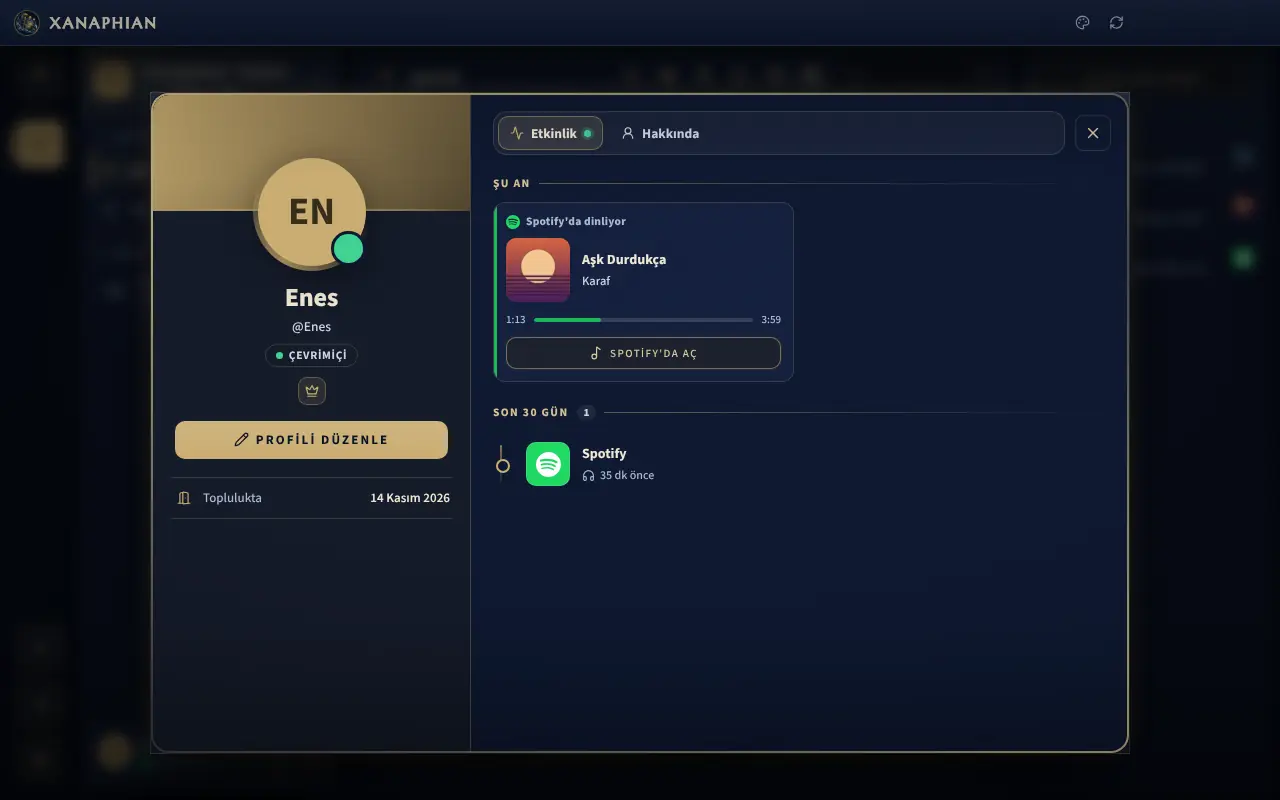 XANAPHIAN
EN
Enes
@Enes
ÇEVRİMİÇİ
PROFİLİ DÜZENLE
Toplulukta 14 Kasım 2026
Etkinlik Hakkında
ŞU AN
Spotify'da dinliyor
Aşk Durdukça
Karaf
1:13 3:59
SPOTİFY'DA AÇ
SON 30 GÜN 1
Spotify
35 dk önce